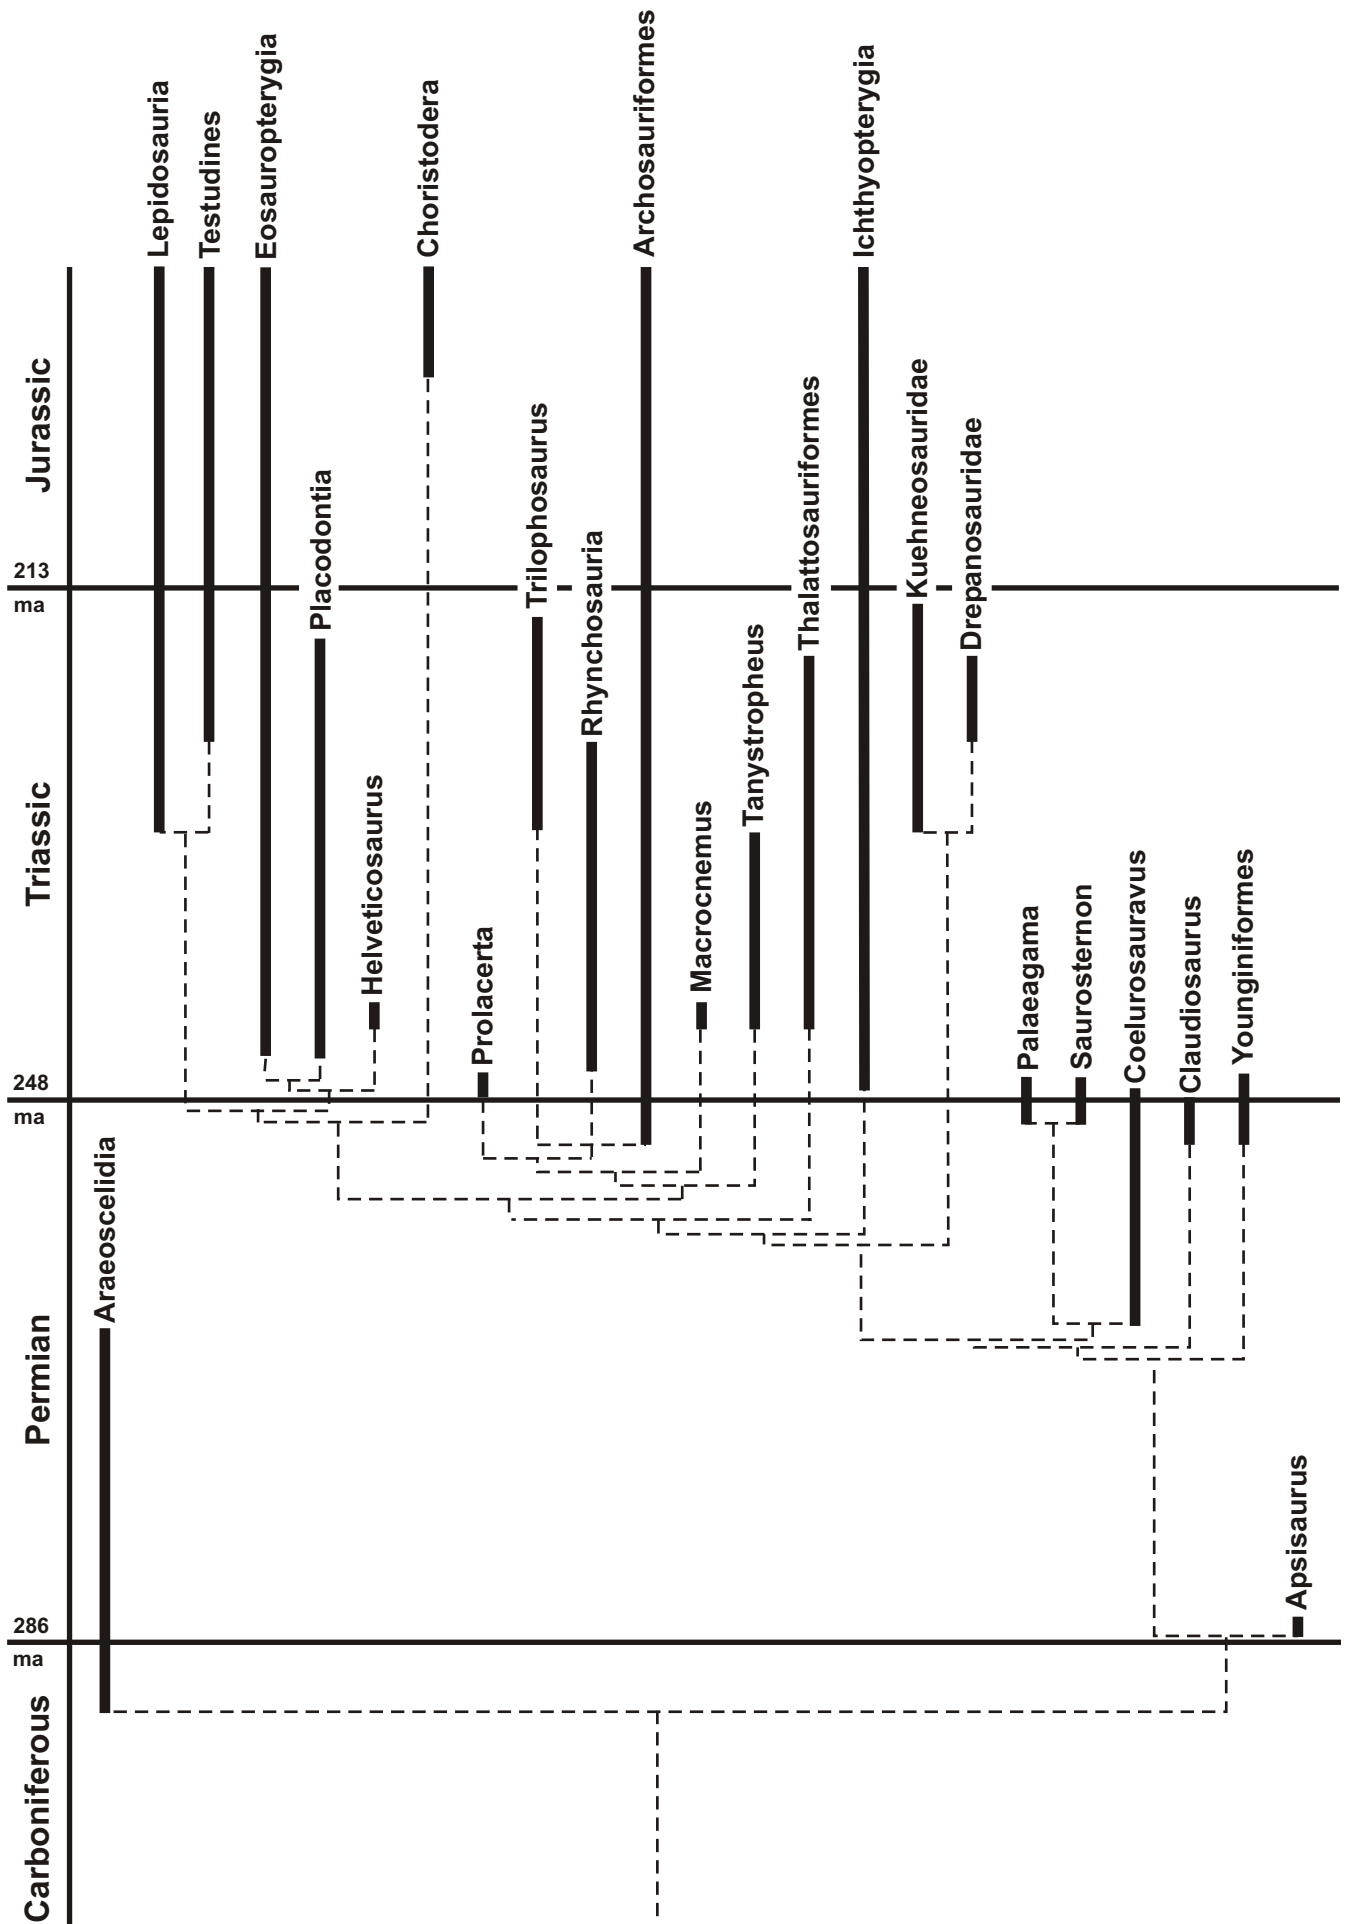 Lepidosauria
Testudines
Eosauropterygia
Placodontia
Helveticosaurus
Choristodera
Prolacerta
Trilophosaurus
Rhynchosauria
Archosauriformes
Macrocnemus
Tanystropheus
Thalattosauriformes
Ichthyopterygia
Kuehneosauridae
Drepanosauridae
Palaeagama
Saurosternon
Coelurosauravus
Claudiosaurus
Younginiformes
Apsisaurus
Araeoscelidia
Jurassic
213
ma
Triassic
248
ma
Permian
286
ma
Carboniferous